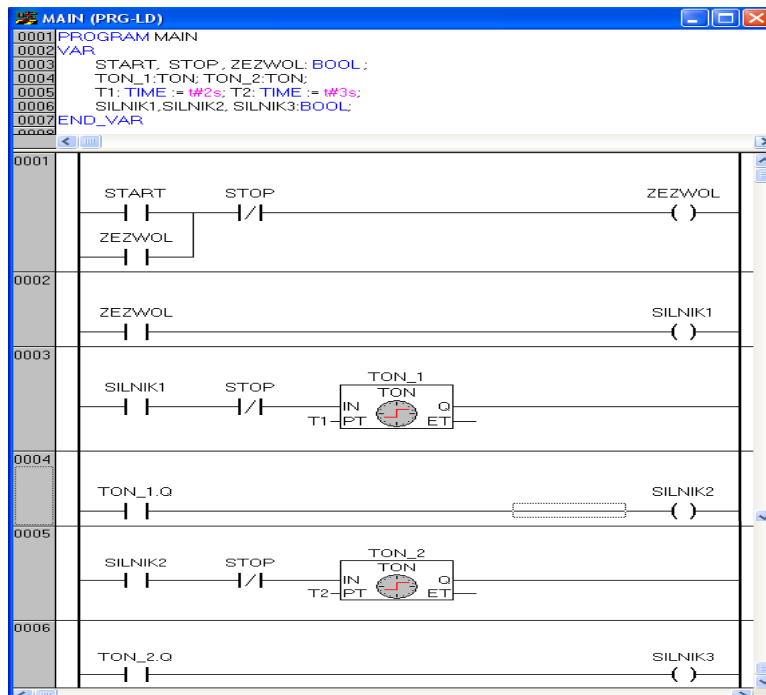 MAIN (PRG-LD)
0001 PROGRAM MAIN
0002 VAR
0003 START, STOP, ZEZWOL: BOOL;
0004 TON_1:TON; TON_2:TON;
0005 T1: TIME := t#2s; T2: TIME := t#3s;
0006 SILNIK1,SILNIK2, SILNIK3:BOOL;
0007 END_VAR
0008
0001
START STOP ZEZWOL
ZEZWOL
0002
ZEZWOL SILNIK1
0003
TON_1
SILNIK1 STOP TON
IN Q
T1 PT ET
0004
TON_1.Q SILNIK2
0005
TON_2
SILNIK2 STOP TON
IN Q
T2 PT ET
0006
TON_2.Q SILNIK3